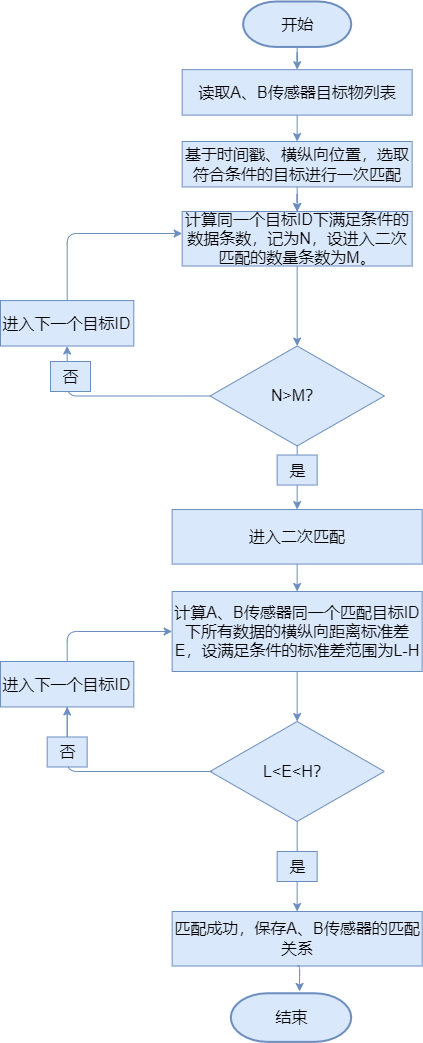 开始
读取A、B传感器目标物列表
基于时间戳、横纵向位置，选取
符合条件的目标进行一次匹配
计算同一个目标ID下满足条件的
数据条数，记为N，设进入二次
匹配的数量条数为M。
进入下一个目标ID
否
N>M?
是
进入二次匹配
计算A、B传感器同一个匹配目标ID
下所有数据的横纵向距离标准差
E，设满足条件的标准差范围为L-H
进入下一个目标ID
否
L<E<H?
是
匹配成功，保存A、B传感器的匹配
关系
结束